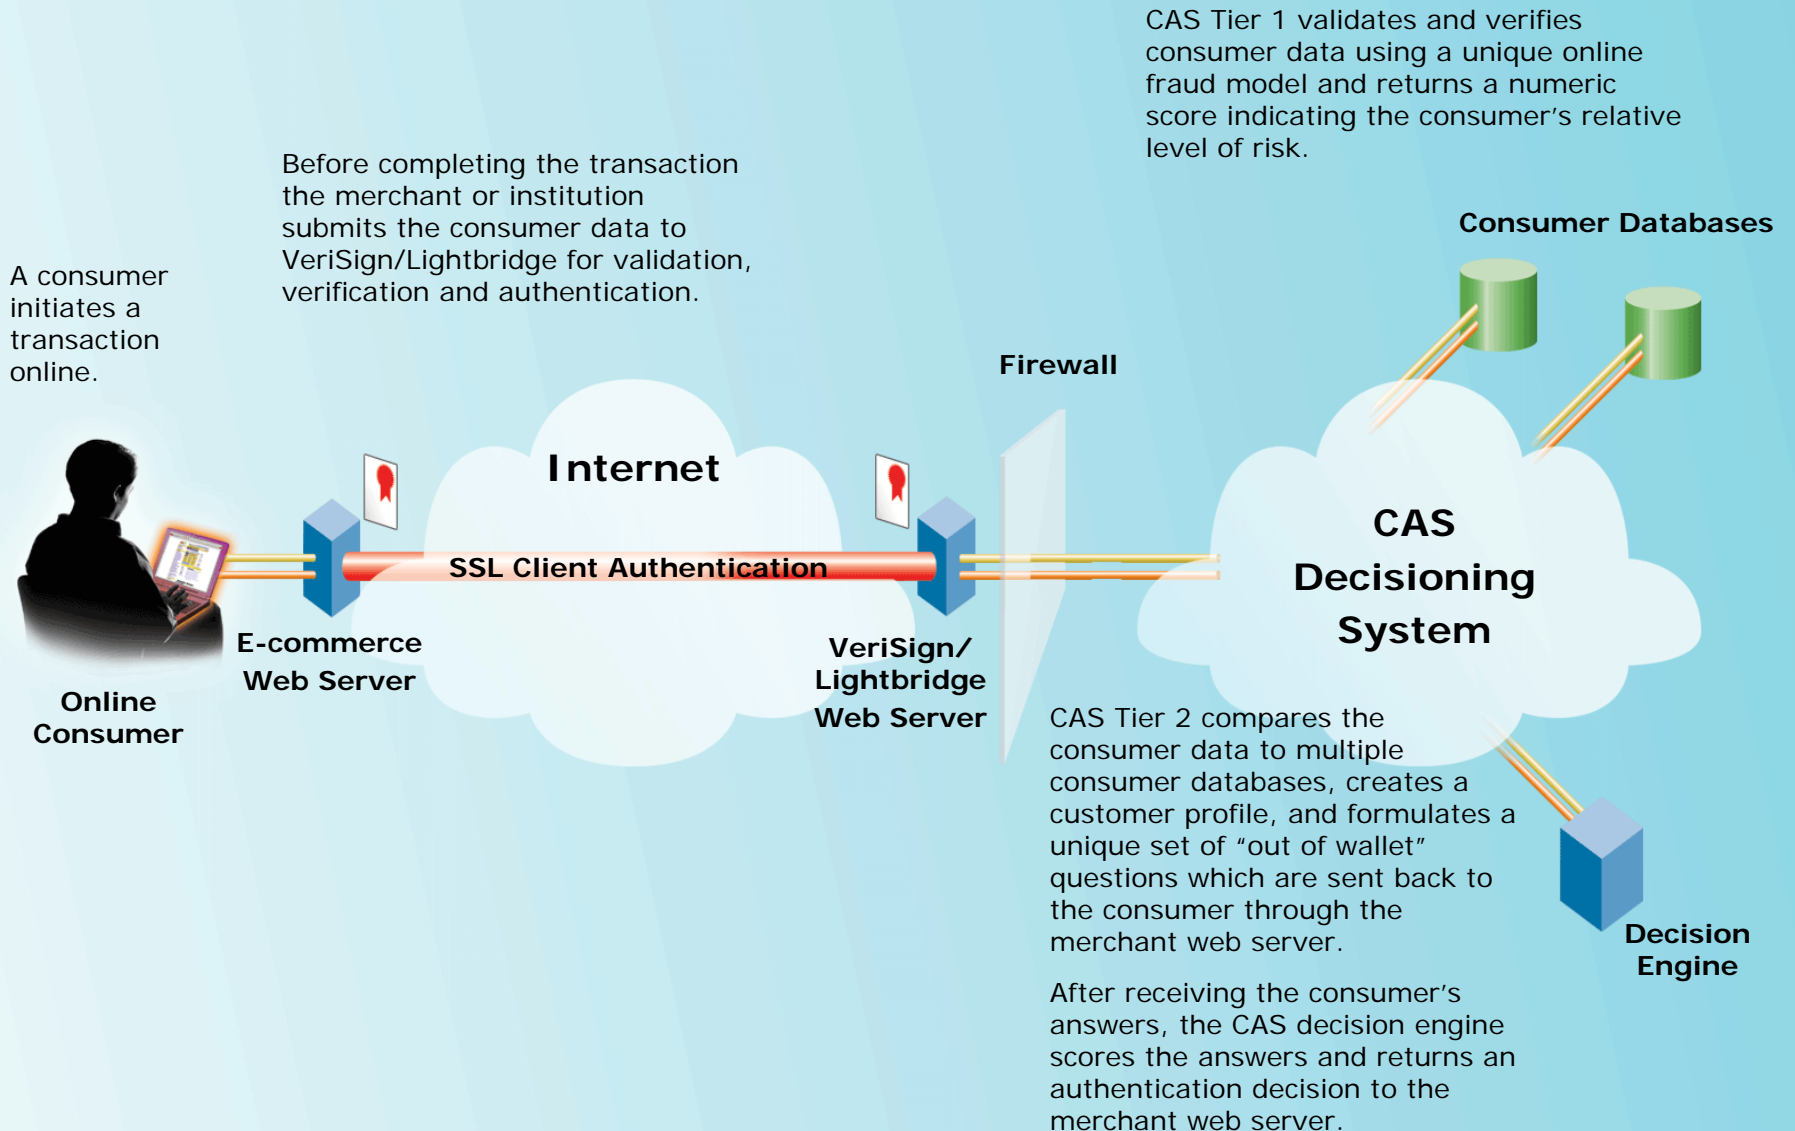 A consumer
initiates a
transaction
online.
Before completing the transaction
the merchant or institution
submits the consumer data to
VeriSign/Lightbridge for validation,
verification and authentication.
CAS Tier 1 validates and verifies
consumer data using a unique online
fraud model and returns a numeric
score indicating the consumer’s relative
level of risk.
Consumer Databases
Firewall
Internet
SSL Client Authentication
CAS
Decisioning
System
Online
Consumer
E-commerce
Web Server
VeriSign/
Lightbridge
Web Server
CAS Tier 2 compares the
consumer data to multiple
consumer databases, creates a
customer profile, and formulates a
unique set of “out of wallet”
questions which are sent back to
the consumer through the
merchant web server.
Decision
Engine
After receiving the consumer’s
answers, the CAS decision engine
scores the answers and returns an
authentication decision to the
merchant web server.